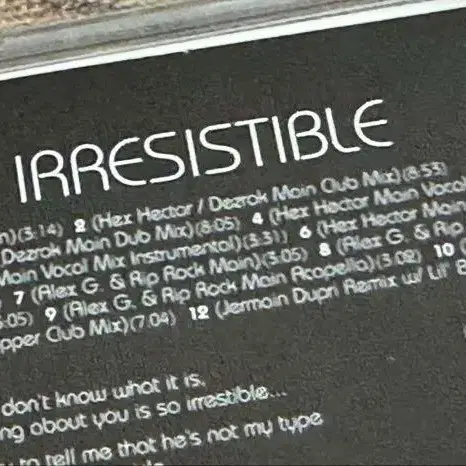 IRRESISTIBLE
n)(3:14) 2 (Hex Hector / Dezrok Main Club Mix)(8:53)
Dezrok Main Dub Mix)(8:05) 4 (Hex Hector Main Vocal
Main Vocal Mix Instrumental)(3:31) 6 (Hex Hector Main
7 (Alex G. & Rip Rock Main)(3:05) 8 (Alex G. & Rip
:05) 9 (Alex G. & Rip Rock Main Acapella)(3:02) 10 (
pper Club Mix)(7:04) 12 (Jermain Dupri Remix w/ Lil' B
don't know what it is,
ng about you is so irrestible...
to tell me that he's not my type